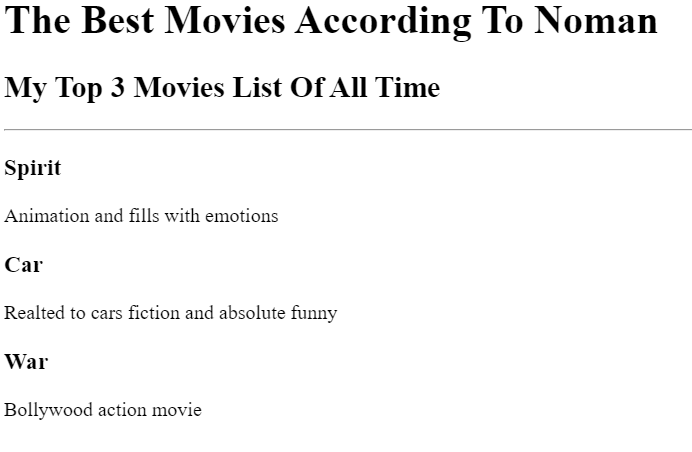 The Best Movies According To Noman
My Top 3 Movies List Of All Time
Spirit
Animation and fills with emotions
Car
Realted to cars fiction and absolute funny
War
Bollywood action movie